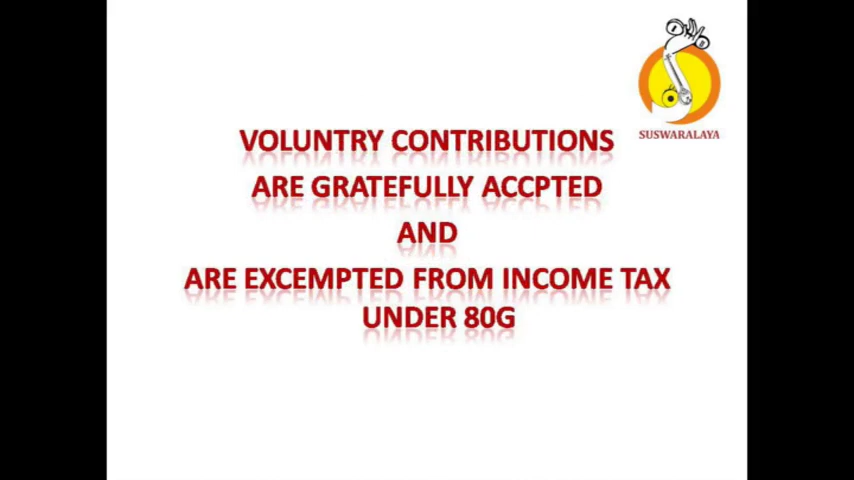 SUSWARALAYA
VOLUNTRY CONTRIBUTIONS
ARE GRATEFULLY ACCPTED
AND
ARE EXCEMPTED FROM INCOME TAX
UNDER 80G